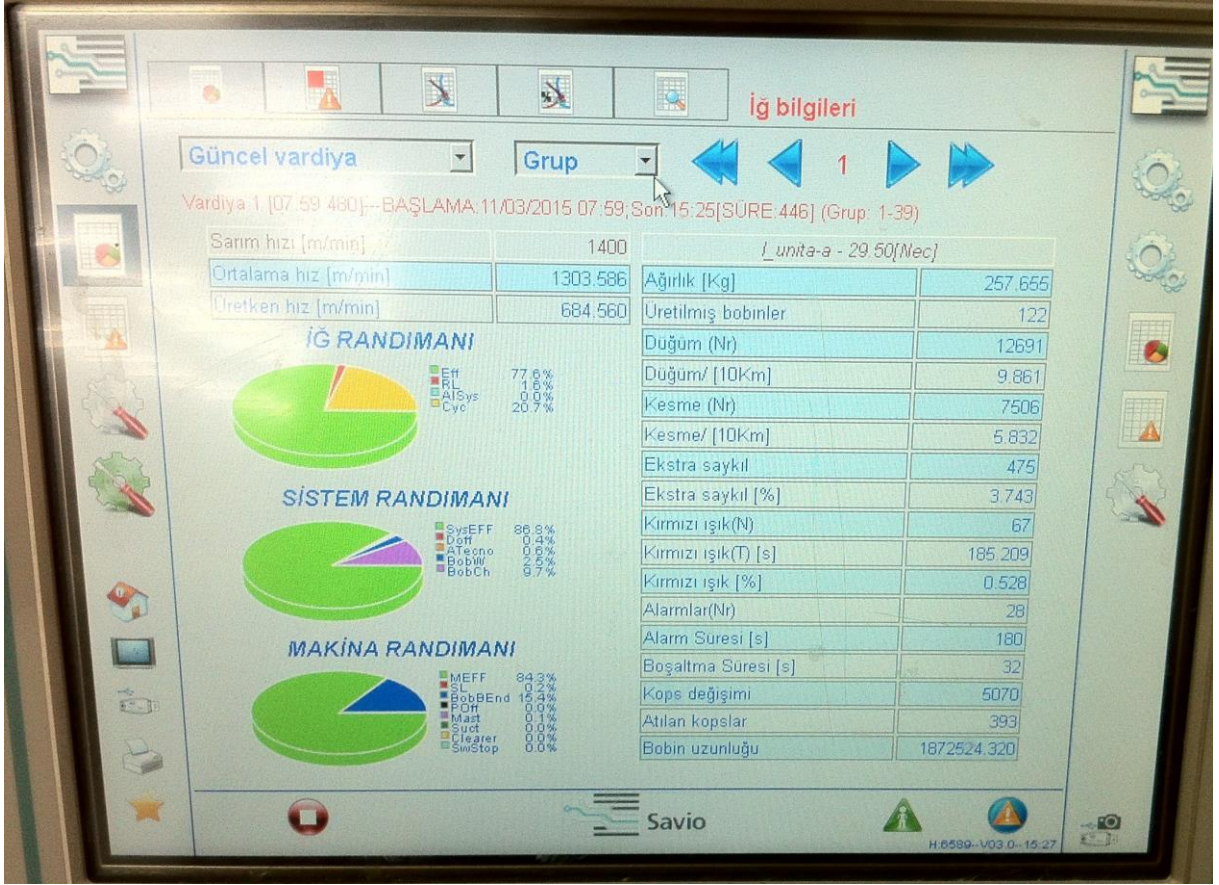 İğ bilgileri
Güncel vardiya
Grup
1
Vardiya 1 [07.59 480]---BAŞLAMA:11/03/2015 07:59;Son:15:25[SÜRE:446] (Grup: 1-39)
Sarım hızı [m/min] 1400
Ortalama hız [m/min] 1303.586
Üretken hız [m/min] 684.560
İĞ RANDIMANI
Eff 77.6%
RL 1.6%
AlSys 0.0%
Cyc 20.7%
SİSTEM RANDIMANI
SysEFF 86.8%
Doff 0.4%
ATecno 0.6%
BobW 2.5%
BobCh 9.7%
MAKİNA RANDIMANI
MEFF 84.3%
SL 0.2%
BobBEnd 15.4%
POff 0.0%
Mast 0.1%
Suct 0.0%
Clearer 0.0%
SwStop 0.0%
I_unita-a - 29.50[Nec]
Ağırlık [Kg] 257.655
Üretilmiş bobinler 122
Düğüm (Nr) 12691
Düğüm/ [10Km] 9.861
Kesme (Nr) 7506
Kesme/ [10Km] 5.832
Ekstra saykıl 475
Ekstra saykıl [%] 3.743
Kırmızı ışık(N) 67
Kırmızı ışık(T) [s] 185.209
Kırmızı ışık [%] 0.528
Alarmlar(Nr) 28
Alarm Süresi [s] 180
Boşaltma Süresi [s] 32
Kops değişimi 5070
Atılan kopslar 393
Bobin uzunluğu 1872524.320
Savio
H:6589--V03.0--15:27